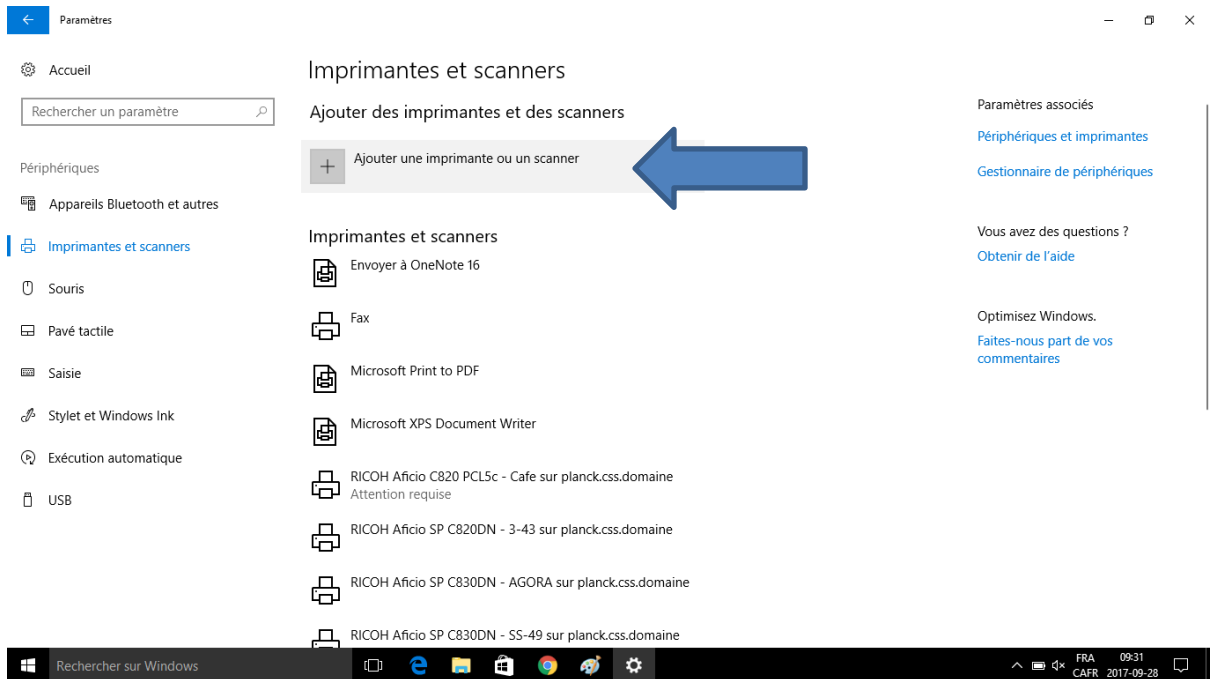 Paramètres
Accueil
Rechercher un paramètre
Périphériques
Appareils Bluetooth et autres
Imprimantes et scanners
Souris
Pavé tactile
Saisie
Stylet et Windows Ink
Exécution automatique
USB
Imprimantes et scanners
Ajouter des imprimantes et des scanners
Ajouter une imprimante ou un scanner
Imprimantes et scanners
Envoyer à OneNote 16
Fax
Microsoft Print to PDF
Microsoft XPS Document Writer
RICOH Aficio C820 PCL5c - Cafe sur planck.css.domaine
Attention requise
RICOH Aficio SP C820DN - 3-43 sur planck.css.domaine
RICOH Aficio SP C830DN - AGORA sur planck.css.domaine
RICOH Aficio SP C830DN - SS-49 sur planck.css.domaine
Paramètres associés
Périphériques et imprimantes
Gestionnaire de périphériques
Vous avez des questions ?
Obtenir de l'aide
Optimisez Windows.
Faites-nous part de vos
commentaires
Rechercher sur Windows
FRA 09:31
CAFR 2017-09-28